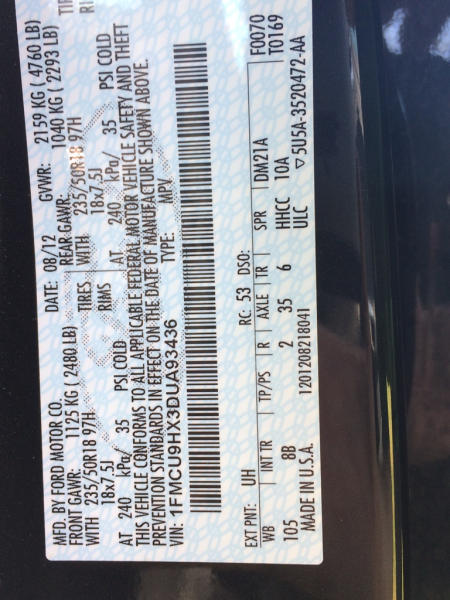 MFD. BY FORD MOTOR CO. 08/12 GVWR: 2159 KG ( 4760 LB)
FRONT GAWR: 1125 KG ( 2480 LB) REAR GAWR: 1040 KG ( 2293 LB)
WITH 235/50R18 97H TIRES WITH 235/50R18 97H TI
18x7.5J RIMS 18x7.5J RI
AT 240 kPa/ 35 PSI COLD AT 240 kPa/ 35 PSI COLD
THIS VEHICLE CONFORMS TO ALL APPLICABLE FEDERAL MOTOR VEHICLE SAFETY AND THEFT
PREVENTION STANDARDS IN EFFECT ON THE DATE OF MANUFACTURE SHOWN ABOVE.
VIN: 1FMCU9HX3DUA93436 TYPE: MPV
F0070
T0169
EXT PNT: UH RC: 53 DSO:
WB INT TR TP/PS R AXLE TR SPR DM21A
105 8B 2 35 6 HHCC 10A
MADE IN U.S.A. 1201208218041 ULC ▽5U5A-3520472-AA